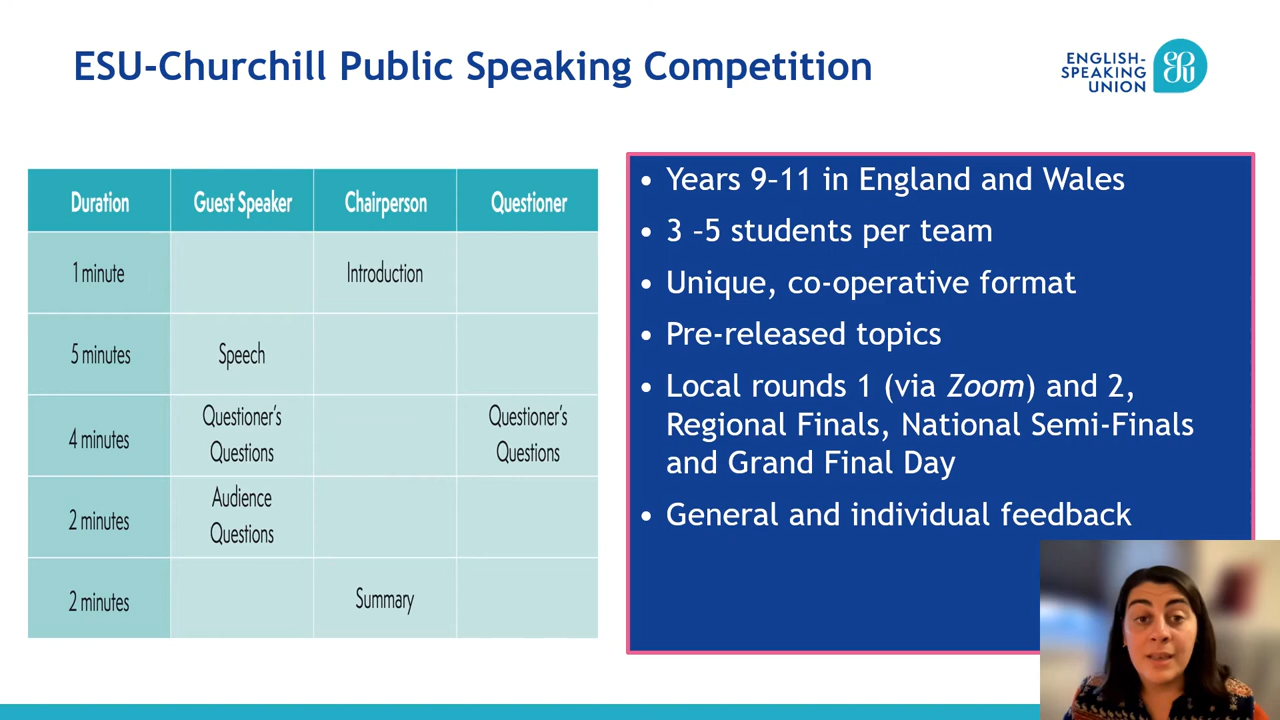 ESU-Churchill Public Speaking Competition
ENGLISH-
SPEAKING
UNION
ESU
Duration Guest Speaker Chairperson Questioner
1 minute Introduction
5 minutes Speech
4 minutes Questioner's Questions Questioner's Questions
2 minutes Audience Questions
2 minutes Summary
• Years 9–11 in England and Wales
• 3 –5 students per team
• Unique, co-operative format
• Pre-released topics
• Local rounds 1 (via Zoom) and 2,
Regional Finals, National Semi-Finals
and Grand Final Day
• General and individual feedback